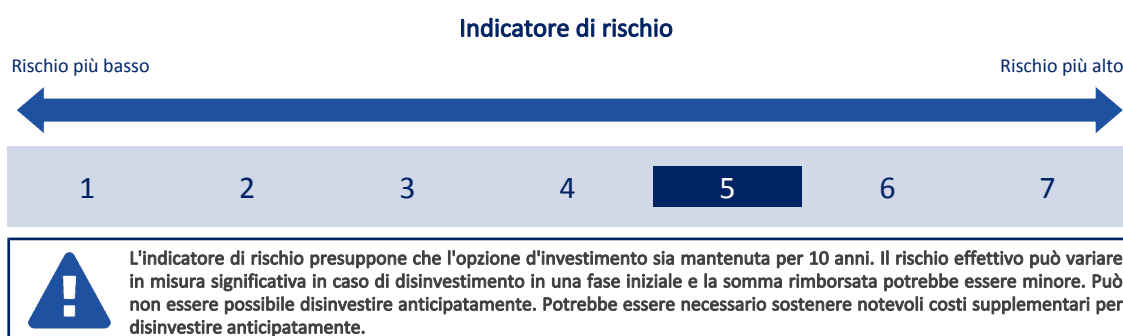 Indicatore di rischio
Rischio più basso
Rischio più alto
1 2 3 4 5 6 7
L'indicatore di rischio presuppone che l'opzione d'investimento sia mantenuta per 10 anni. Il rischio effettivo può variare
in misura significativa in caso di disinvestimento in una fase iniziale e la somma rimborsata potrebbe essere minore. Può
non essere possibile disinvestire anticipatamente. Potrebbe essere necessario sostenere notevoli costi supplementari per
disinvestire anticipatamente.